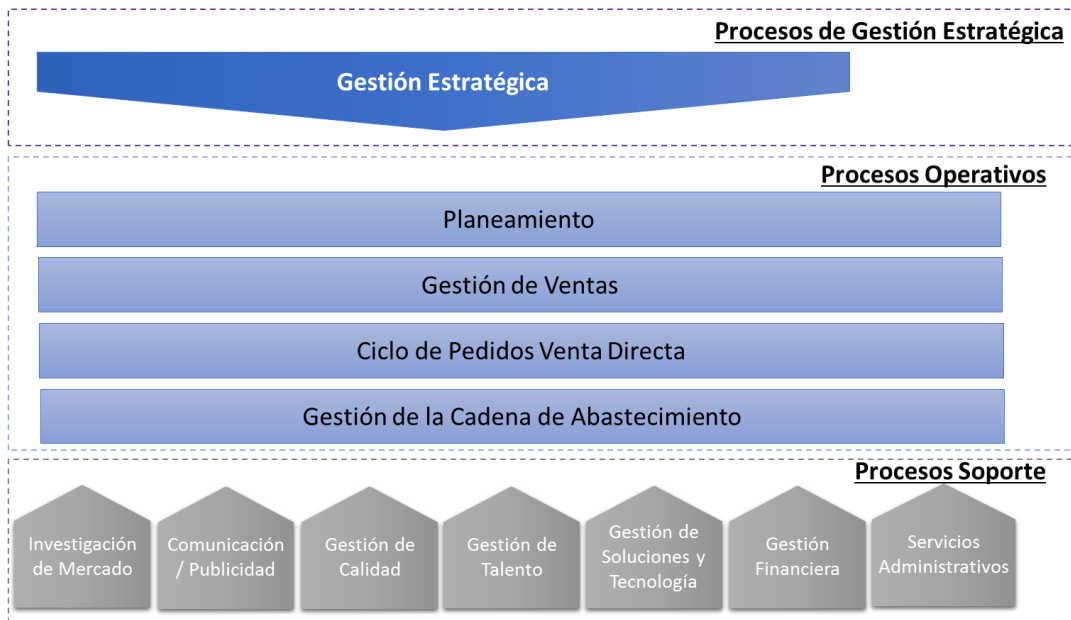 Procesos de Gestión Estratégica
Gestión Estratégica
Procesos Operativos
Planeamiento
Gestión de Ventas
Ciclo de Pedidos Venta Directa
Gestión de la Cadena de Abastecimiento
Procesos Soporte
Investigación
de Mercado
Comunicación
/ Publicidad
Gestión de
Calidad
Gestión de
Talento
Gestión de
Soluciones y
Tecnología
Gestión
Financiera
Servicios
Administrativos